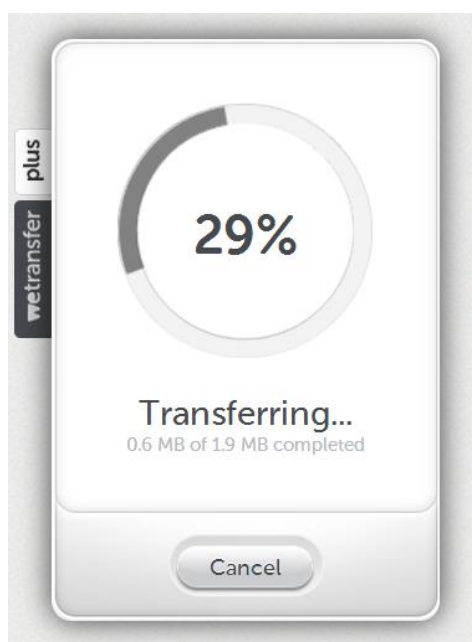 plus
wetransfer
29%
Transferring...
0.6 MB of 1.9 MB completed
Cancel